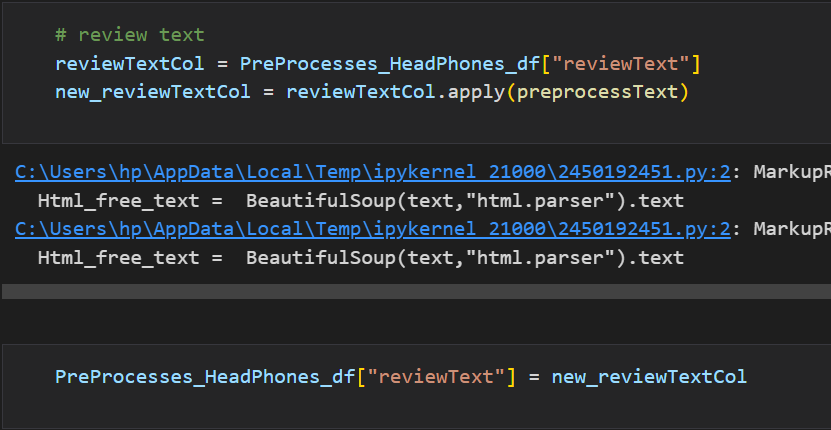 # review text
reviewTextCol = PreProcesses_HeadPhones_df["reviewText"]
new_reviewTextCol = reviewTextCol.apply(preprocessText)
C:\Users\hp\AppData\Local\Temp\ipykernel_21000\2450192451.py:2: MarkupR
Html_free_text =  BeautifulSoup(text,"html.parser").text
C:\Users\hp\AppData\Local\Temp\ipykernel_21000\2450192451.py:2: MarkupR
Html_free_text =  BeautifulSoup(text,"html.parser").text
PreProcesses_HeadPhones_df["reviewText"] = new_reviewTextCol